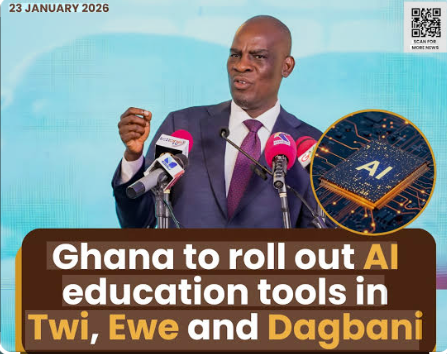 23 JANUARY 2026
SCAN FOR
MORE NEWS
AI
Ghana to roll out AI
education tools in
Twi, Ewe and Dagbani